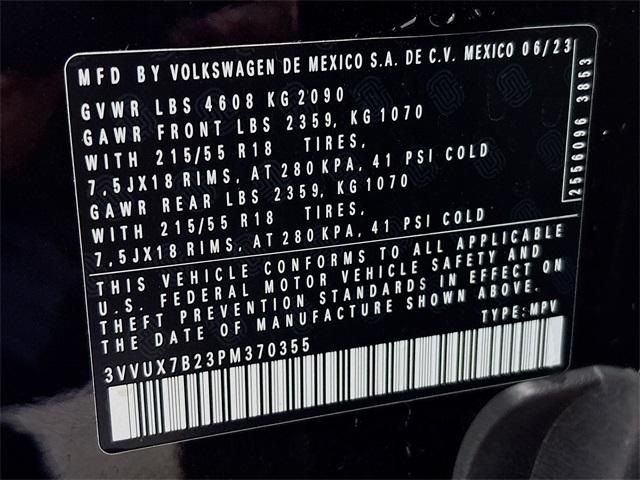 MFD BY VOLKSWAGEN DE MEXICO S.A. DE C.V. MEXICO 06/23
GVWR LBS 4608 KG 2090
GAWR FRONT LBS 2359, KG 1070
WITH 215/55 R18 TIRES,
7,5JX18 RIMS, AT 280KPA, 41 PSI COLD
GAWR REAR LBS 2359, KG 1070
WITH 215/55 R18 TIRES,
7,5JX18 RIMS, AT 280KPA, 41 PSI COLD
2556096 3853
THIS VEHICLE CONFORMS TO ALL APPLICABLE
U.S. FEDERAL MOTOR VEHICLE SAFETY AND
THEFT PREVENTION STANDARDS IN EFFECT ON
THE DATE OF MANUFACTURE SHOWN ABOVE.
TYPE: MPV
3VVUX7B23PM370355